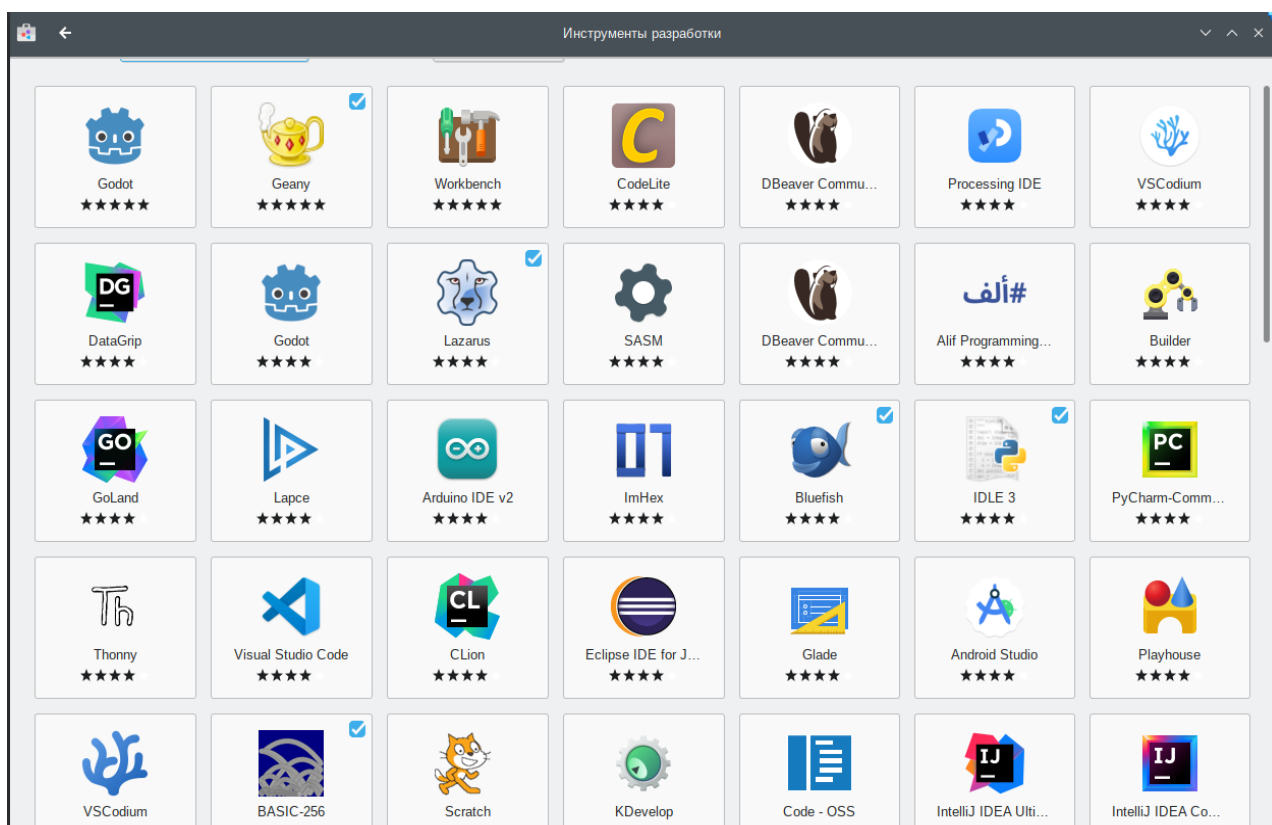 Инструменты разработки
Godot
Geany
Workbench
CodeLite
DBeaver Commu...
Processing IDE
VSCodium
DG
DataGrip
Godot
Lazarus
SASM
DBeaver Commu...
#ألف
Alif Programming...
Builder
GO
GoLand
Lapce
Arduino IDE v2
ImHex
Bluefish
IDLE 3
PC
PyCharm-Comm...
Th
Thonny
Visual Studio Code
CL
CLion
Eclipse IDE for J...
Glade
Android Studio
Playhouse
VSCodium
BASIC-256
Scratch
KDevelop
Code - OSS
IJ
IntelliJ IDEA Ulti...
IJ
IntelliJ IDEA Co...